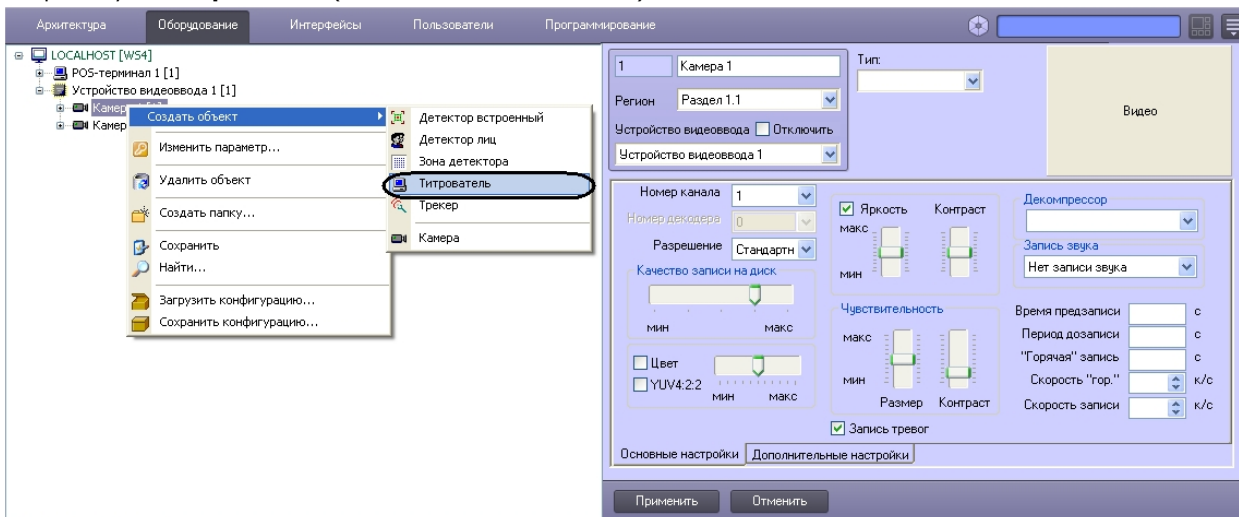 Архитектура Оборудование Интерфейсы Пользователи Программирование
LOCALHOST [WS4]
POS-терминал 1 [1]
Устройство видеоввода 1 [1]
Камер
Камер
Создать объект
Изменить параметр...
Удалить объект
Создать папку...
Сохранить
Найти...
Загрузить конфигурацию...
Сохранить конфигурацию...
Детектор встроенный
Детектор лиц
Зона детектора
Титрователь
Трекер
Камера
1 Камера 1
Тип:
Регион Раздел 1.1
Устройство видеоввода Отключить
Устройство видеоввода 1
Видео
Номер канала 1
Номер декодера 0
Разрешение Стандартн
Качество записи на диск
мин макс
Цвет
YUV4:2:2
мин макс
Яркость Контраст
макс
мин
Чувствительность
макс
мин
Размер Контраст
Запись тревог
Декомпрессор
Запись звука
Нет записи звука
Время предзаписи с
Период дозаписи с
"Горячая" запись с
Скорость "гор." к/с
Скорость записи к/с
Основные настройки Дополнительные настройки
Применить Отменить